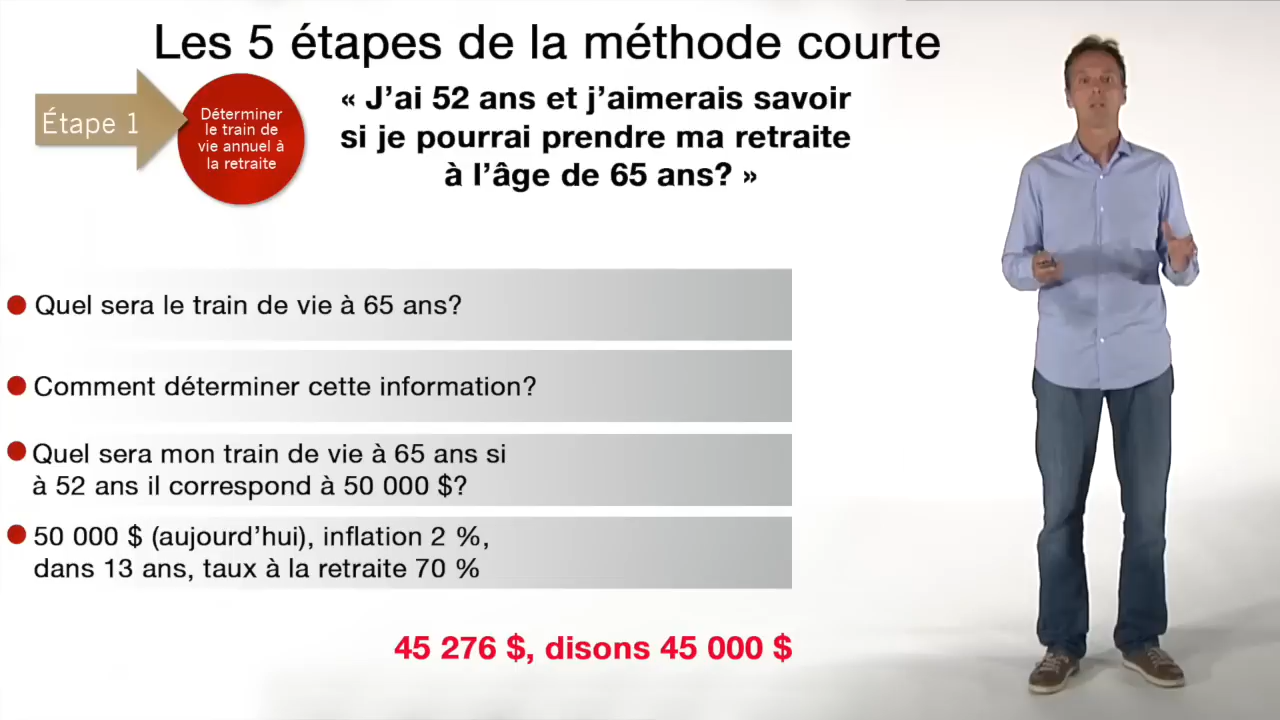 Les 5 étapes de la méthode courte
Étape 1
Déterminer
le train de
vie annuel à
la retraite
« J’ai 52 ans et j’aimerais savoir
si je pourrai prendre ma retraite
à l’âge de 65 ans? »
Quel sera le train de vie à 65 ans?
Comment déterminer cette information?
Quel sera mon train de vie à 65 ans si
à 52 ans il correspond à 50 000 $?
50 000 $ (aujourd’hui), inflation 2 %,
dans 13 ans, taux à la retraite 70 %
45 276 $, disons 45 000 $